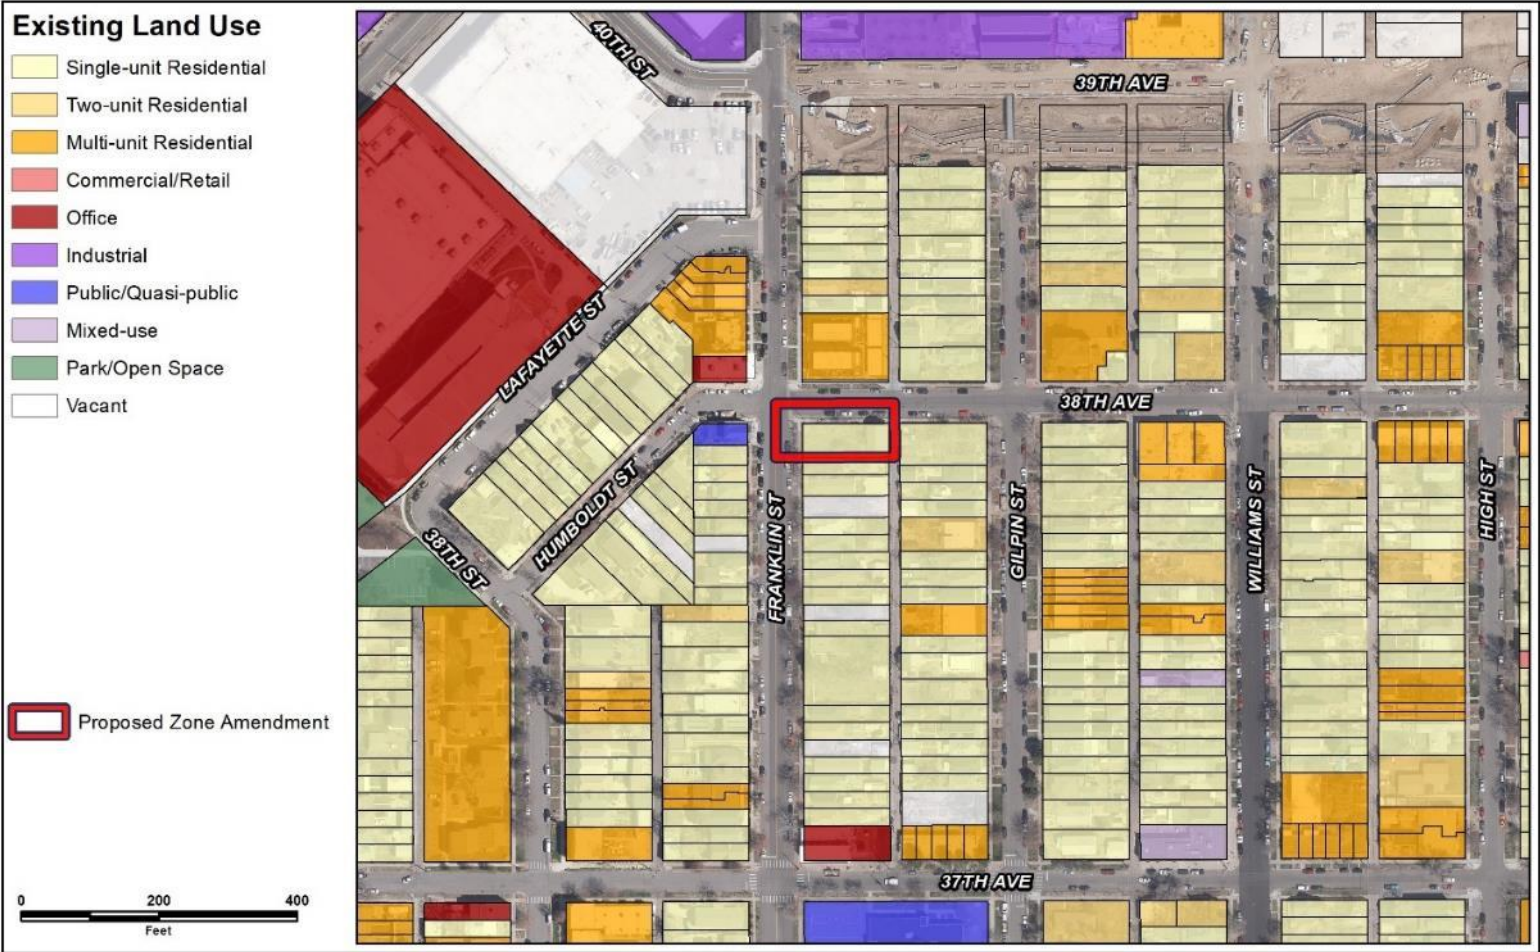 Existing Land Use
Single-unit Residential
Two-unit Residential
Multi-unit Residential
Commercial/Retail
Office
Industrial
Public/Quasi-public
Mixed-use
Park/Open Space
Vacant
Proposed Zone Amendment
0 200 400
Feet
40TH ST
39TH AVE
LAFAYETTE ST
38TH AVE
HUMBOLDT ST
38TH ST
FRANKLIN ST
GILPIN ST
WILLIAMS ST
HIGH ST
37TH AVE